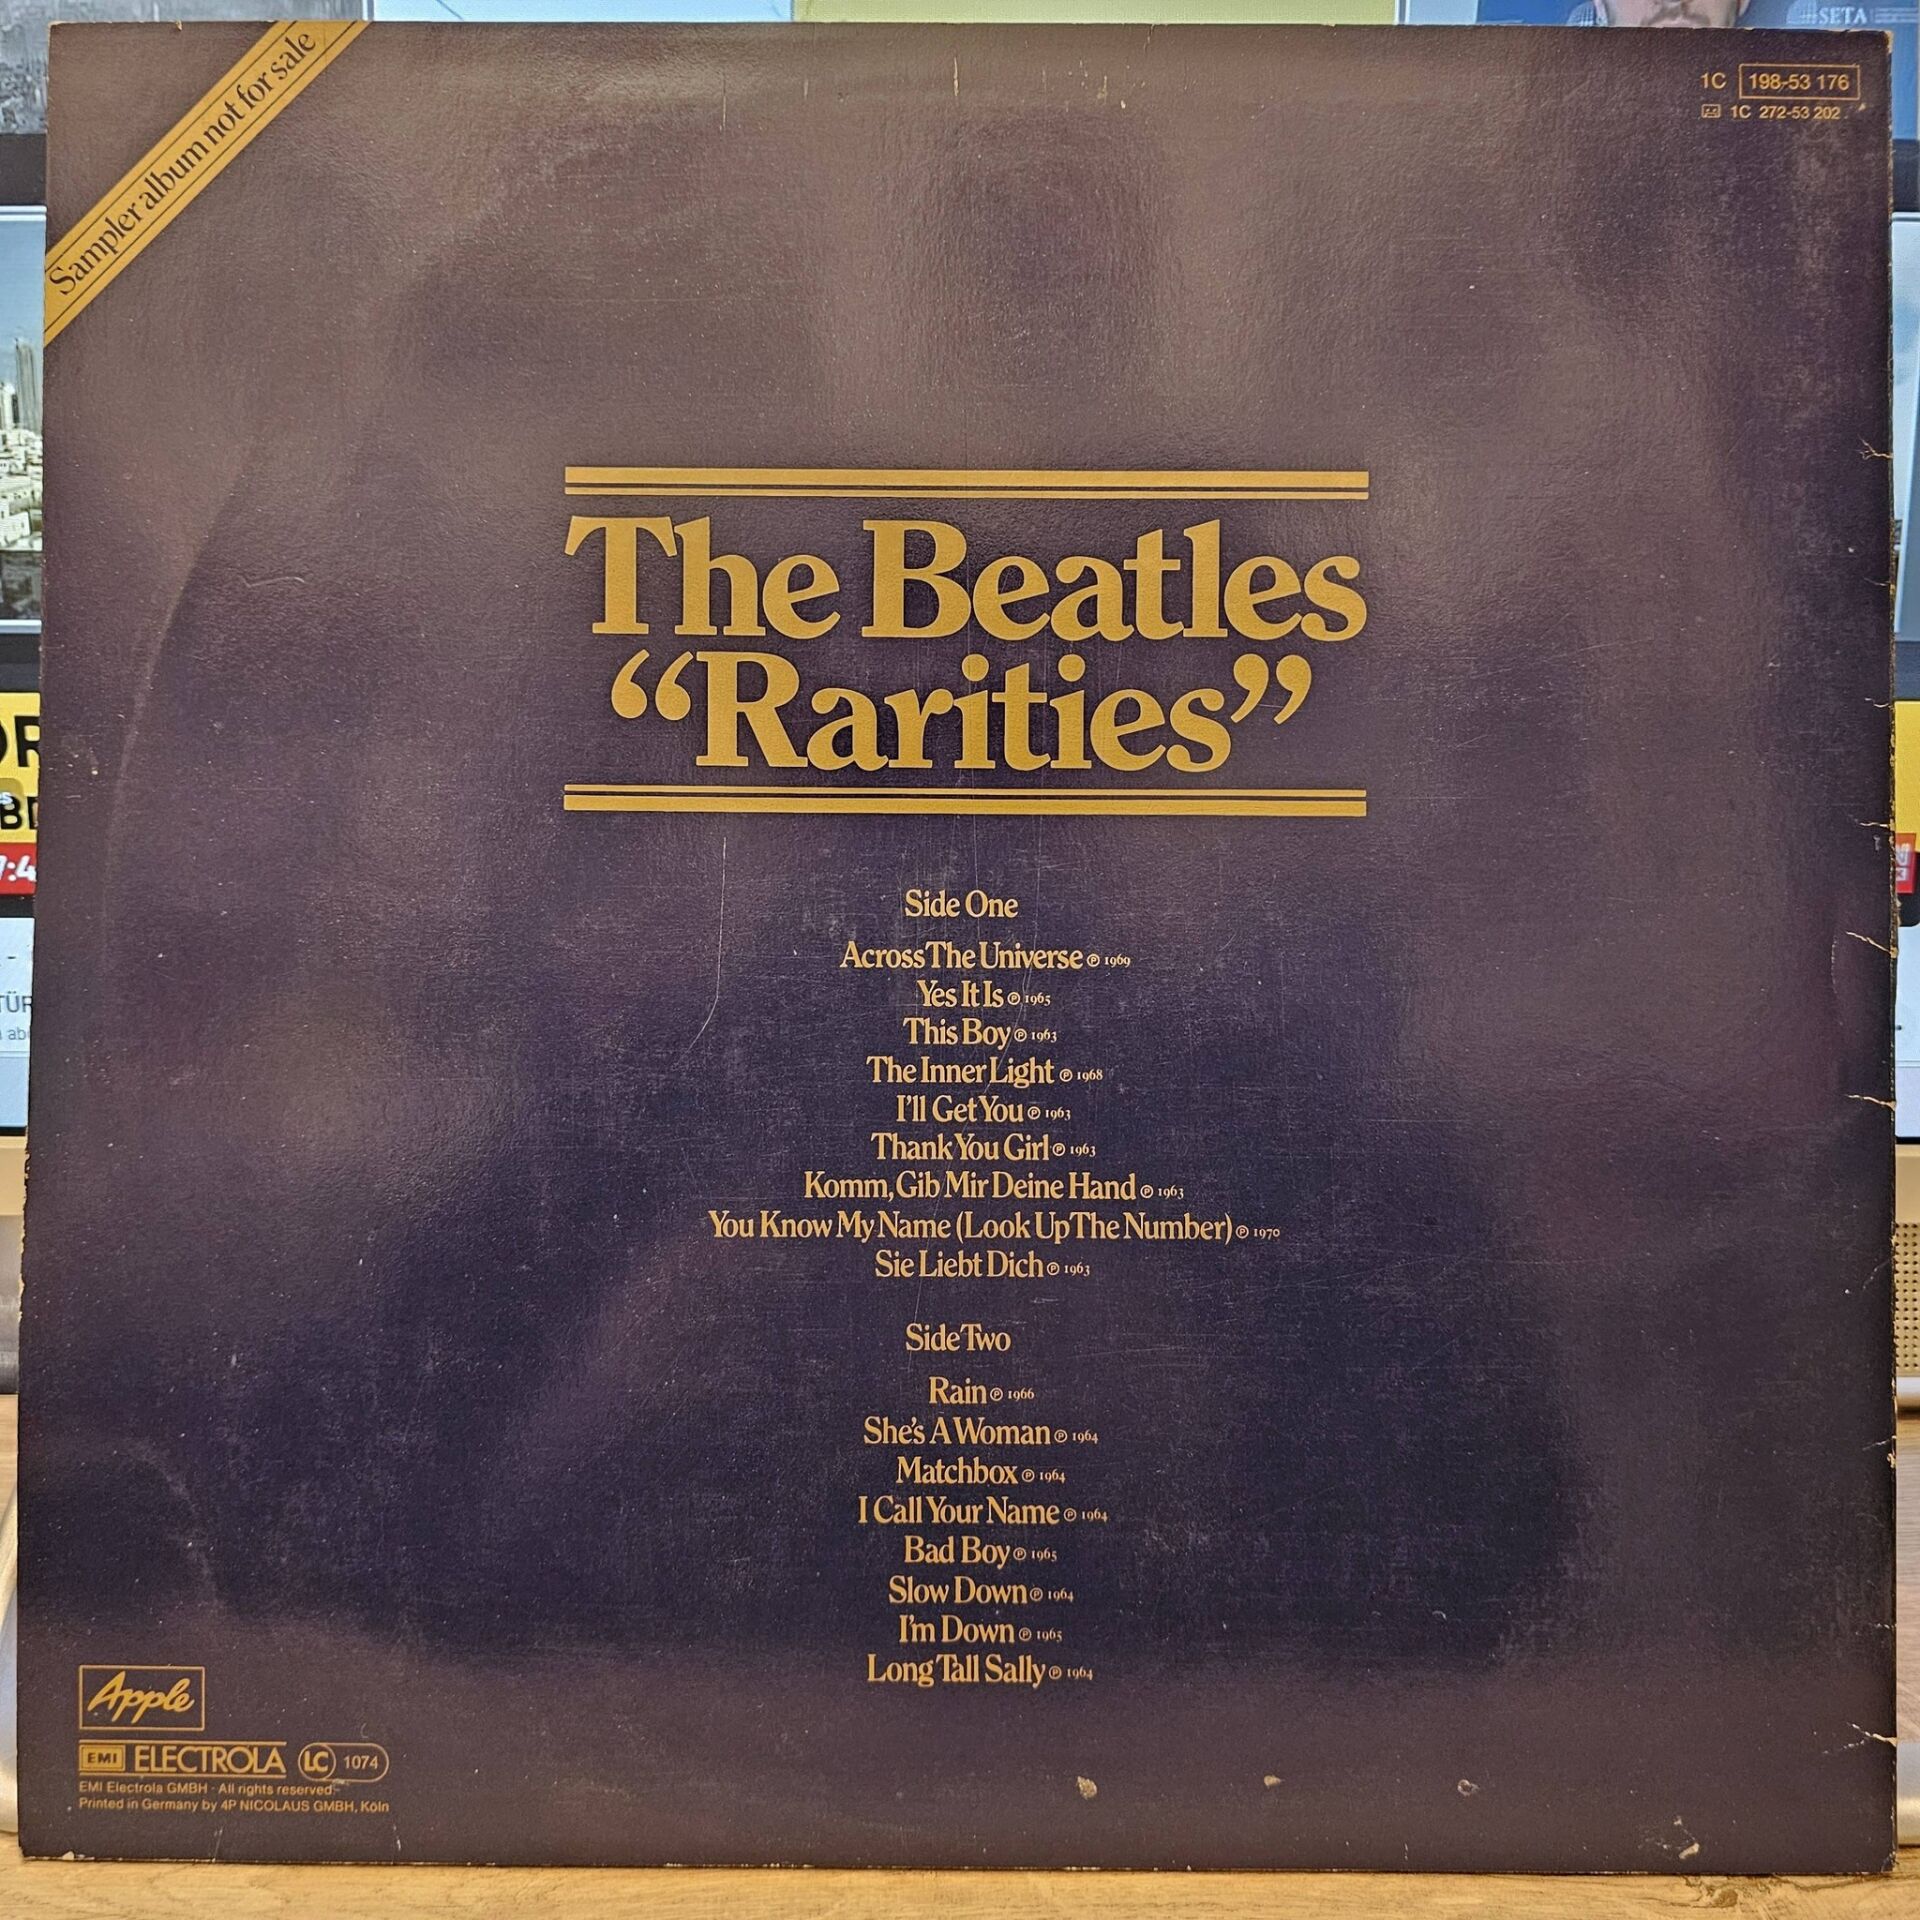 Sampler album not for sale
1C 198-53 176
1C 272-53 202
SETA
The Beatles
“Rarities”
Side One
Across The Universe ℗ 1969
Yes It Is ℗ 1965
This Boy ℗ 1963
The Inner Light ℗ 1968
I'll Get You ℗ 1963
Thank You Girl ℗ 1963
Komm, Gib Mir Deine Hand ℗ 1963
You Know My Name (Look Up The Number) ℗ 1970
Sie Liebt Dich ℗ 1963
Side Two
Rain ℗ 1966
She's A Woman ℗ 1964
Matchbox ℗ 1964
I Call Your Name ℗ 1964
Bad Boy ℗ 1965
Slow Down ℗ 1964
I'm Down ℗ 1965
Long Tall Sally ℗ 1964
Apple
EMI ELECTROLA LC 1074
EMI Electrola GMBH · All rights reserved
Printed in Germany by 4P NICOLAUS GMBH, Köln